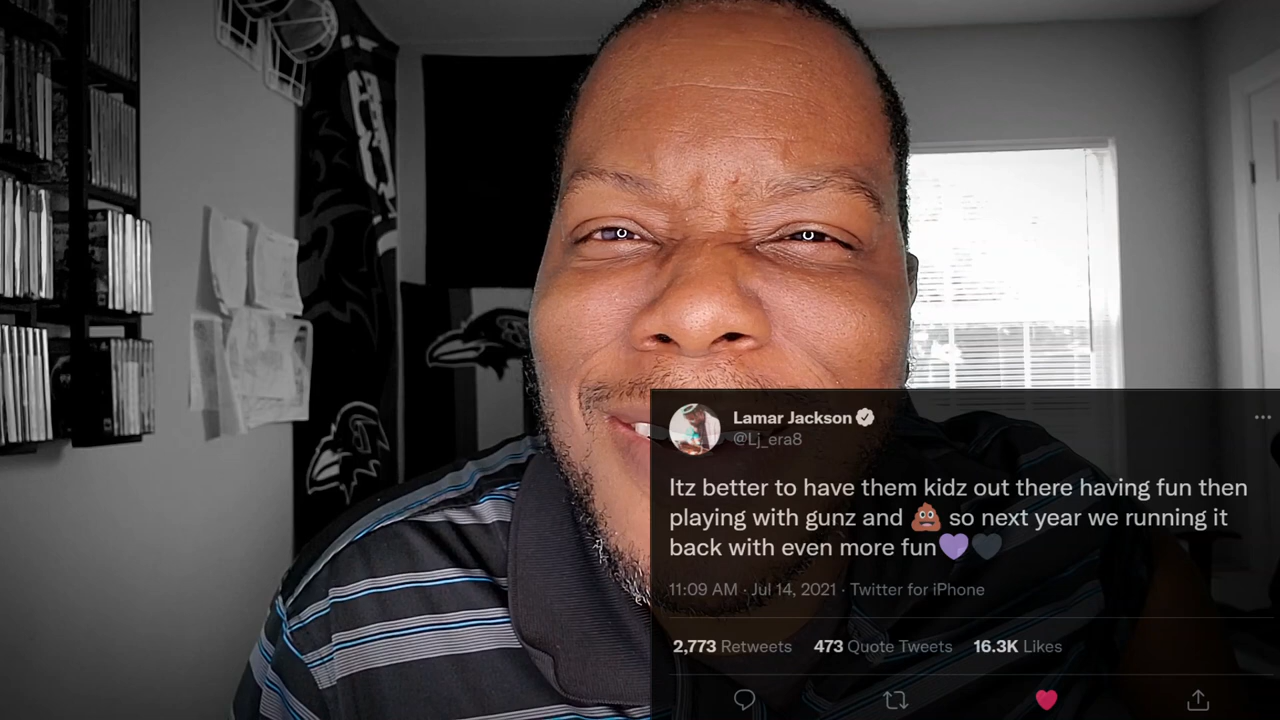 Lamar Jackson
@Lj_era8
Itz better to have them kidz out there having fun then
playing with gunz and 💩 so next year we running it
back with even more fun💜🖤
11:09 AM · Jul 14, 2021 · Twitter for iPhone
2,773 Retweets 473 Quote Tweets 16.3K Likes